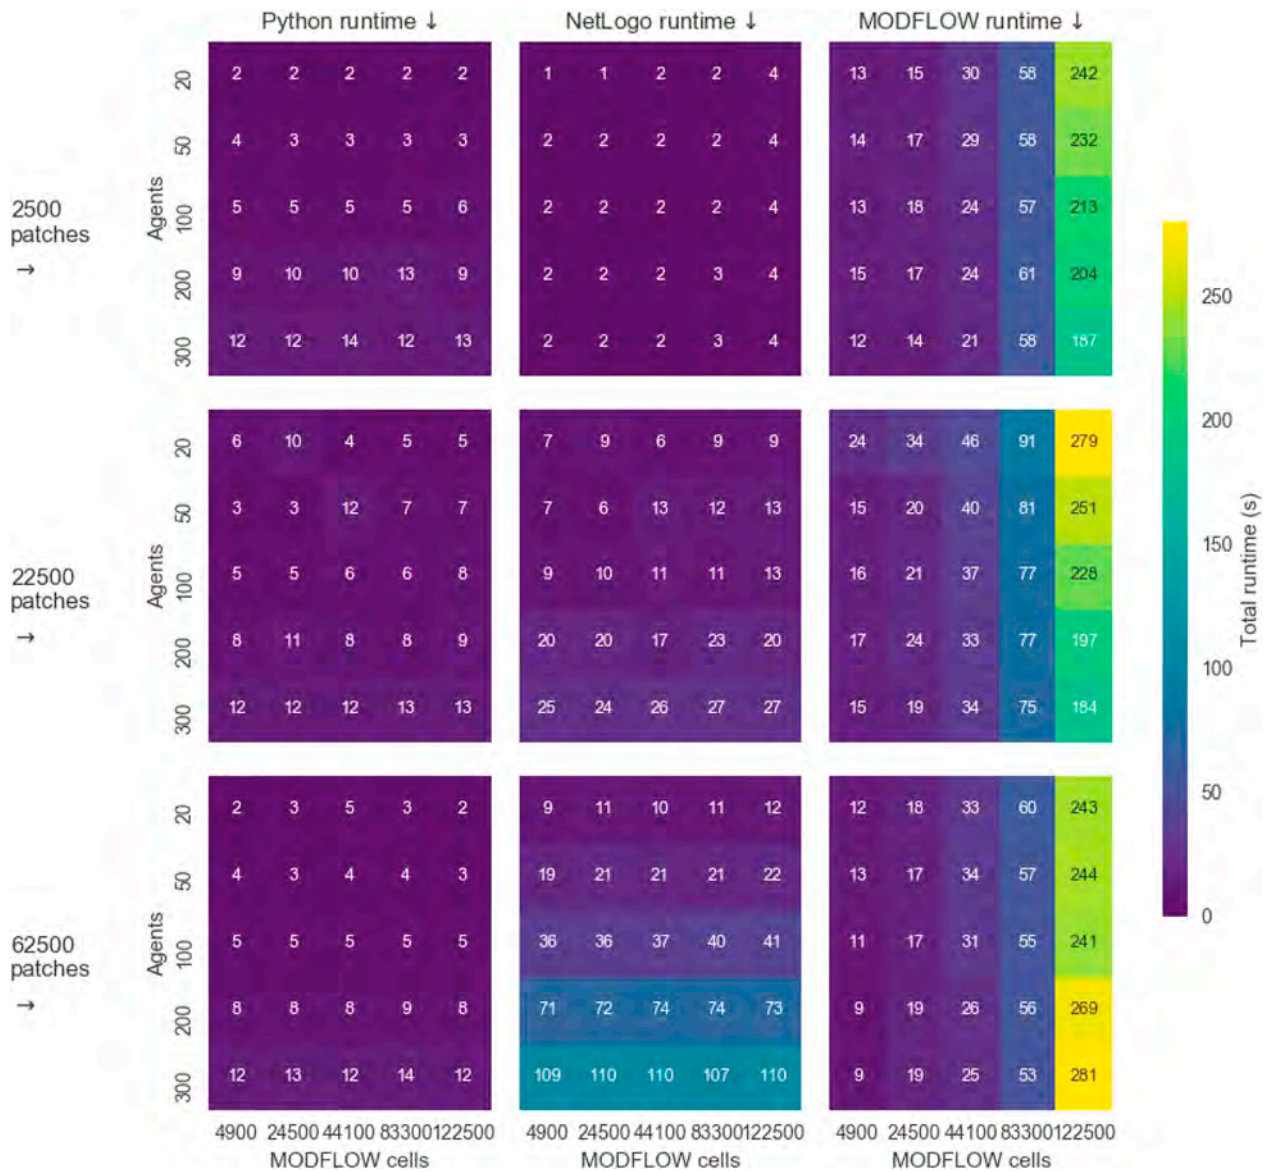 Python runtime ↓ NetLogo runtime ↓ MODFLOW runtime ↓
20 2 2 2 2 2 1 1 2 2 4 13 15 30 58 242
50 4 3 3 3 3 2 2 2 2 4 14 17 29 58 232
2500
patches
↓
Agents
100 5 5 5 5 6 2 2 2 2 4 13 18 24 57 213
200 9 10 10 13 9 2 2 2 3 4 15 17 24 61 204
300 12 12 14 12 13 2 2 2 3 4 12 14 21 58 187
20 6 10 4 5 5 7 9 6 9 9 24 34 46 91 279
50 3 3 12 7 7 7 6 13 12 13 15 20 40 81 251
22500
patches
→
Agents
100 5 5 6 6 8 9 10 11 11 13 16 21 37 77 228
200 8 11 8 8 9 20 20 17 23 20 17 24 33 77 197
300 12 12 12 13 13 25 24 26 27 27 15 19 34 75 184
20 2 3 5 3 2 9 11 10 11 12 12 18 33 60 243
50 4 3 4 4 3 19 21 21 21 22 13 17 34 57 244
62500
patches
→
Agents
100 5 5 5 5 5 36 36 37 40 41 11 17 31 55 241
200 8 8 8 9 8 71 72 74 74 73 9 19 26 56 269
300 12 13 12 14 12 109 110 110 107 110 9 19 25 53 281
4900 24500 44100 83300 122500 4900 24500 44100 83300 122500 4900 24500 44100 83300 122500
MODFLOW cells MODFLOW cells MODFLOW cells
250
200
150
100
50
0
Total runtime (s)